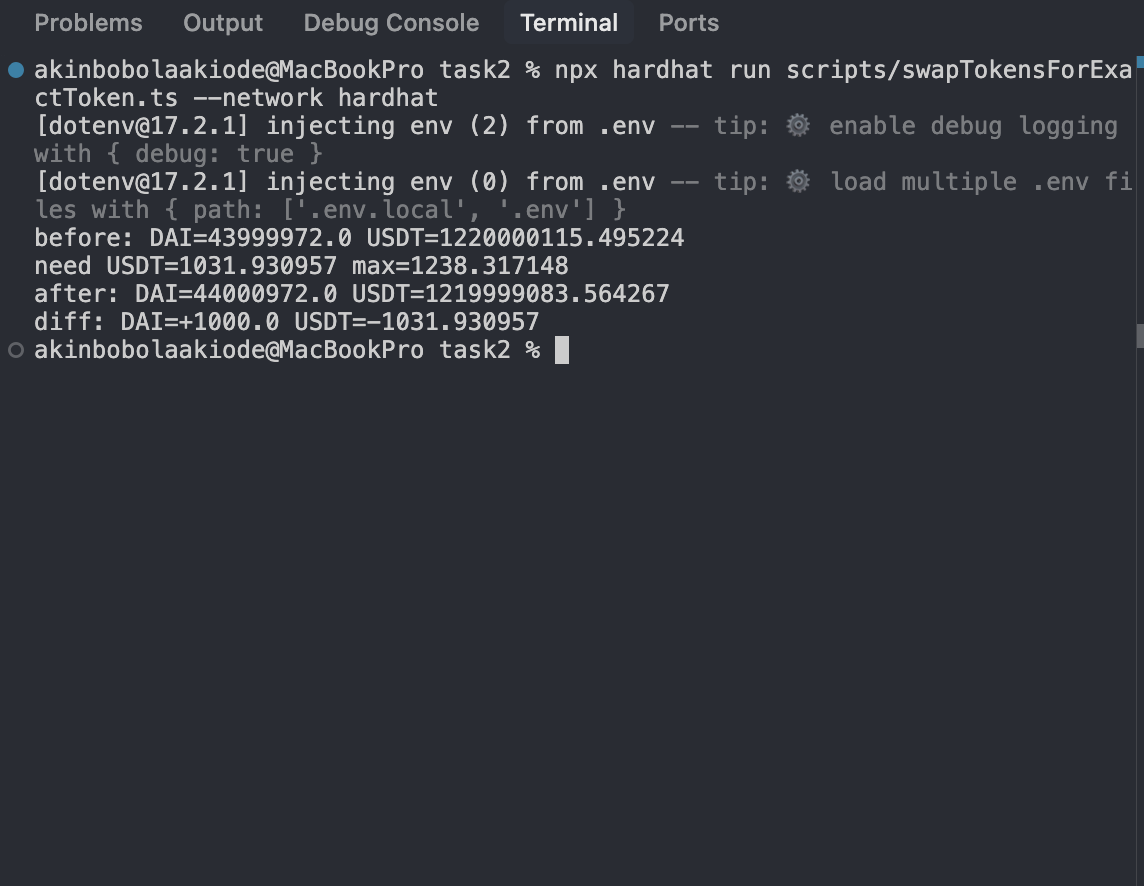 Problems Output Debug Console Terminal Ports
akinbobolaakiode@MacBookPro task2 % npx hardhat run scripts/swapTokensForExa
ctToken.ts --network hardhat
[dotenv@17.2.1] injecting env (2) from .env -- tip: ⚙️ enable debug logging
with { debug: true }
[dotenv@17.2.1] injecting env (0) from .env -- tip: ⚙️ load multiple .env fi
les with { path: ['.env.local', '.env'] }
before: DAI=43999972.0 USDT=1220000115.495224
need USDT=1031.930957 max=1238.317148
after: DAI=44000972.0 USDT=1219999083.564267
diff: DAI=+1000.0 USDT=-1031.930957
akinbobolaakiode@MacBookPro task2 %